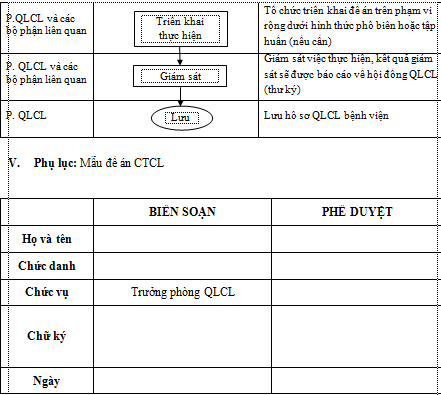 P.QLCL và các
bộ phận liên quan
Triển khai
thực hiện
Tổ chức triển khai đề án trên phạm vi
rộng dưới hình thức phổ biến hoặc tập
huấn (nếu cần)
P. QLCL và các
bộ phận liên quan
Giám sát
Giám sát việc thực hiện, kết quả giám
sát sẽ được báo cáo về hội đồng QLCL
(thư ký)
P. QLCL
Lưu
Lưu hồ sơ QLCL bệnh viện
V. Phụ lục: Mẫu đề án CTCL
BIÊN SOẠN PHÊ DUYỆT
Họ và tên
Chức danh
Chức vụ Trưởng phòng QLCL
Chữ ký
Ngày